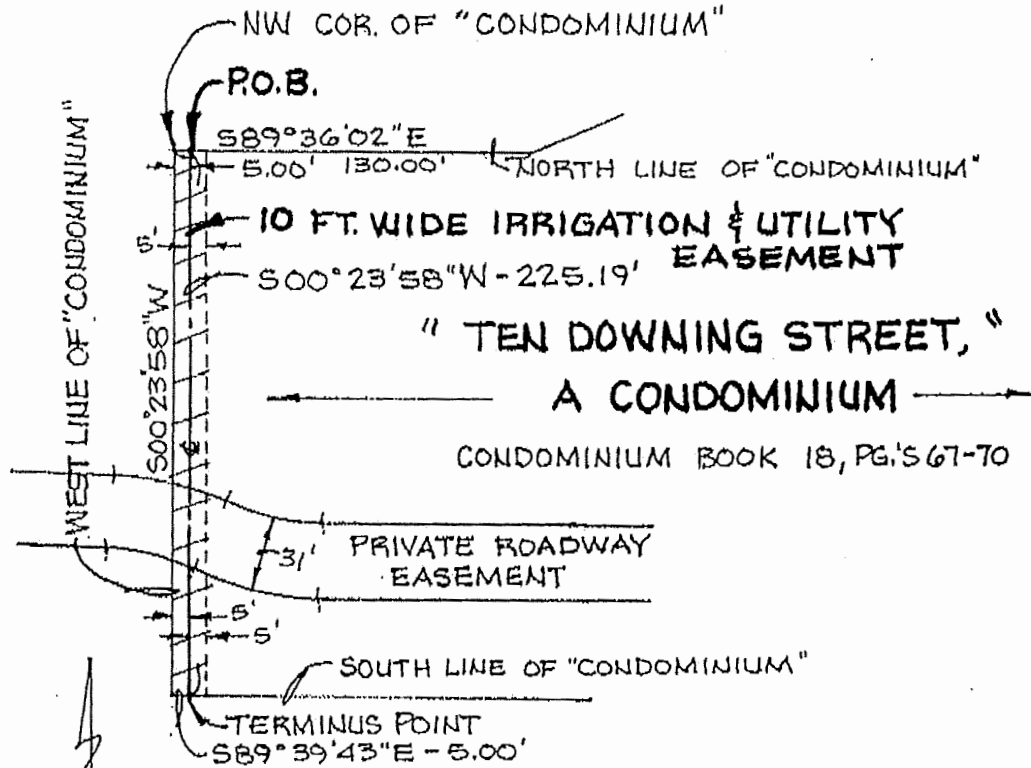 NW COR. OF "CONDOMINIUM"
P.O.B.
S89°36'02"E
5.00' 130.00'
NORTH LINE OF "CONDOMINIUM"
10 FT. WIDE IRRIGATION & UTILITY
EASEMENT
5'
S00°23'58"W - 225.19'
WEST LINE OF "CONDOMINIUM"
S00°23'58"W
" TEN DOWNING STREET, "
A CONDOMINIUM
CONDOMINIUM BOOK 18, PG.'S 67-70
℄
31'
PRIVATE ROADWAY
EASEMENT
5'
5'
SOUTH LINE OF "CONDOMINIUM"
TERMINUS POINT
S89°39'43"E - 5.00'